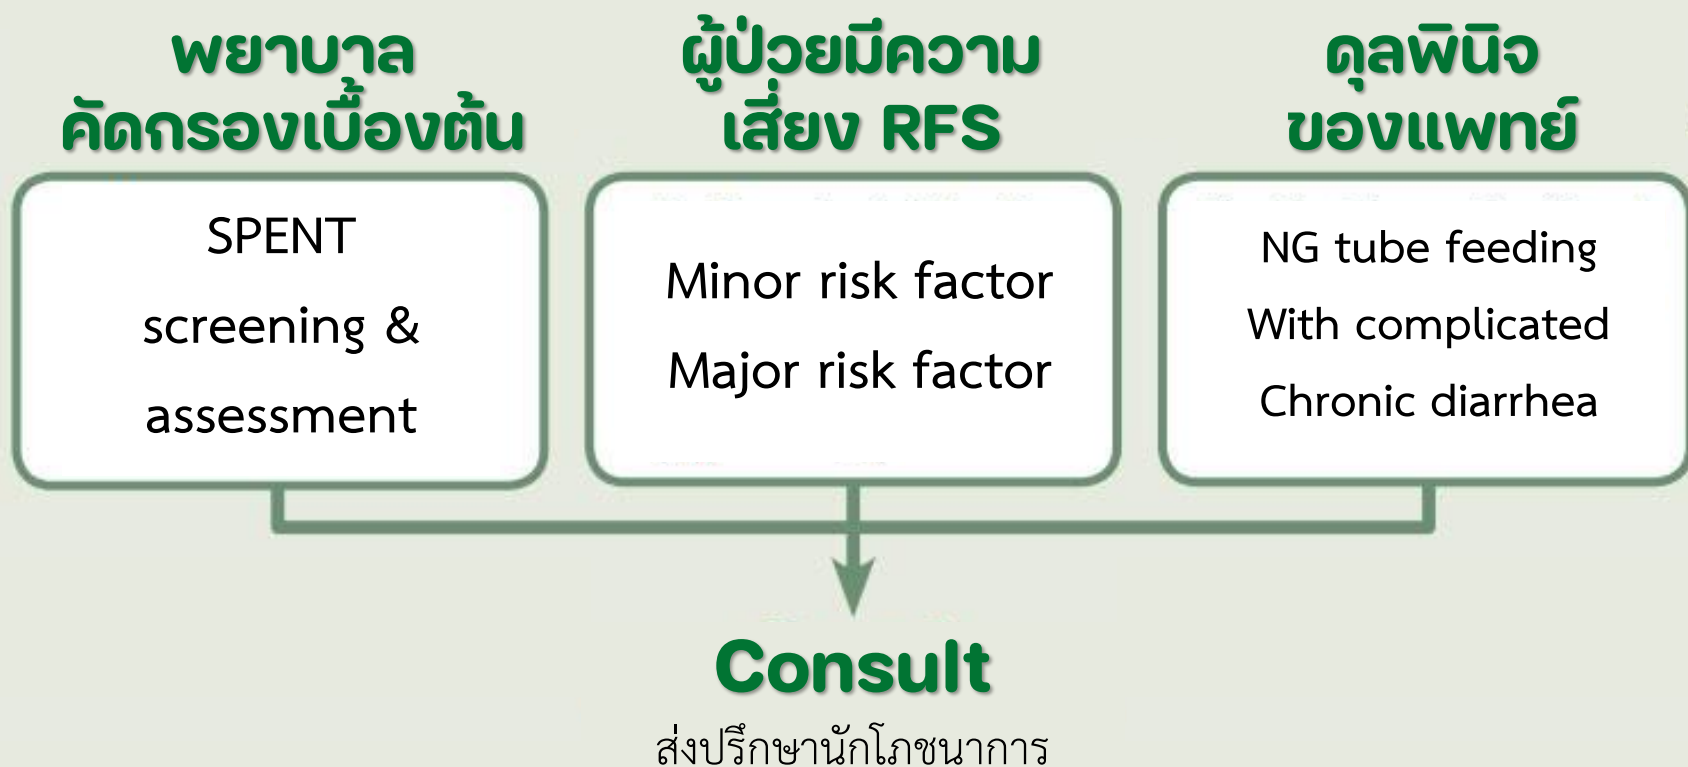 พยาบาล
คัดกรองเบื้องต้น
SPENT
screening &
assessment
ผู้ป่วยมีความ
เสี่ยง RFS
Minor risk factor
Major risk factor
ดุลพินิจ
ของแพทย์
NG tube feeding
With complicated
Chronic diarrhea
Consult
ส่งปรึกษานักโภชนาการ